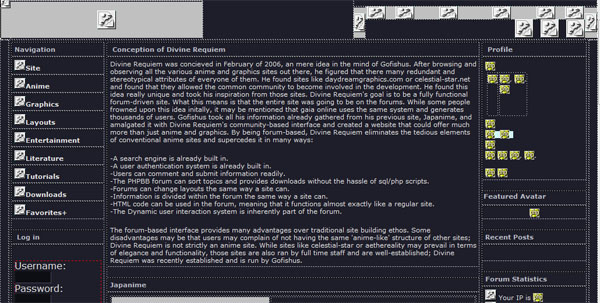 Navigation
Site
Anime
Graphics
Layouts
Entertainment
Literature
Tutorials
Downloads
Favorites+
Log in
Username:
Password:
Conception of Divine Requiem
Divine Requiem was concieved in February of 2006, an mere idea in the mind of Gofishus. After browsing and
observing all the various anime and graphics sites out there, he figured that there many redundant and
stereotypical attributes of everyone of them. He found sites like daydreamgraphics.com or celestial-star.net
and found that they allowed the common community to become involved in the development. He found this
idea really unique and took his inspiration from those sites. Divine Requiem's goal is to be a fully functional
forum-driven site. What this means is that the entire site was going to be on the forums. While some people
frowned upon this idea initally, it may be mentioned that gaia online uses the same system and generates
thousands of users. Gofishus took all his information already gathered from his previous site, Japanize, and
amalgated it with Divine Requiem's community-based interface and created a website that could offer much
more than just anime and graphics. By being forum-based, Divine Requiem eliminates the tedious elements
of conventional anime sites and supercedes it in many ways:
-A search engine is already built in.
-A user authentication system is already built in.
-Users can comment and submit information readily.
-The PHPBB forum can sort topics and provides downloads without the hassle of sql/php scripts.
-Forums can change layouts the same way a site can.
-Information is divided within the forum the same way a site can.
-HTML code can be used in the forum, meaning that it functions almost exactly like a regular site.
-The Dynamic user interaction system is inherently part of the forum.
The forum-based interface provides many advantages over traditional site building ethos. Some
disadvantages may be that users may complain of not having the same 'anime-like' structure of other sites;
Divine Requiem is not strictly an anime site. While sites like celestial-star or aethereality may prevail in terms
of elegance and functionality, those sites are also ran by full time staff and are well-established; Divine
Requiem was recently established and is run by Gofishus.
Japanime
Profile
Featured Avatar
Recent Posts
Forum Statistics
Your IP is